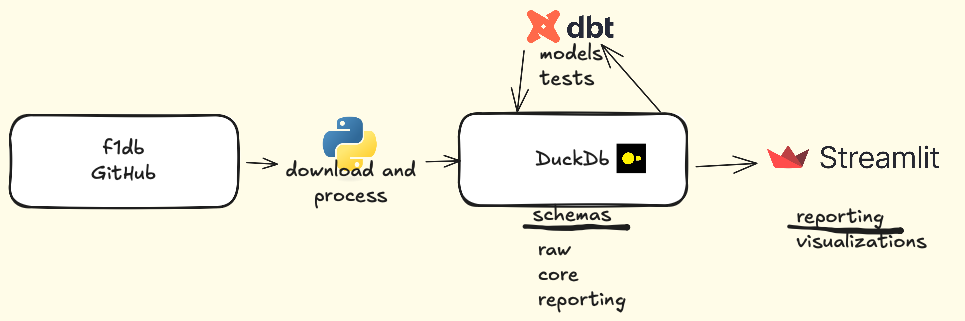 dbt
models
tests
f1db
GitHub
download and
process
DuckDb
Streamlit
schemas
raw
core
reporting
reporting
visualizations